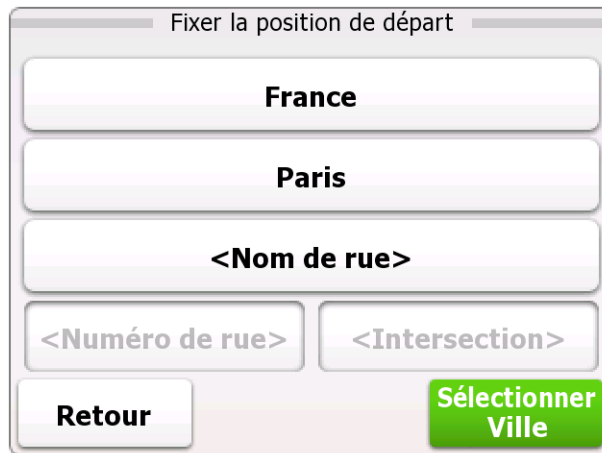 Fixer la position de départ
France
Paris
<Nom de rue>
<Numéro de rue> <Intersection>
Retour
Sélectionner
Ville